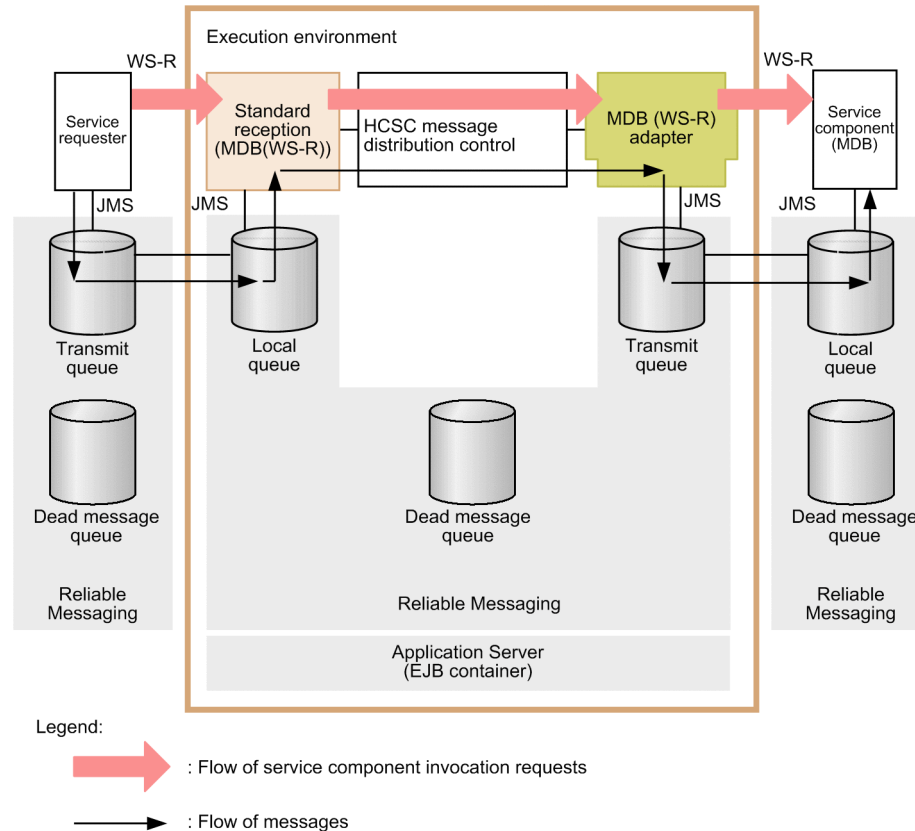 Execution environment
WS-R
WS-R
Service
requester
Standard
reception
(MDB(WS-R))
HCSC message
distribution control
MDB (WS-R)
adapter
Service
component
(MDB)
JMS
JMS
JMS
JMS
Transmit
queue
Local
queue
Transmit
queue
Local
queue
Dead message
queue
Dead message
queue
Dead message
queue
Reliable
Messaging
Reliable Messaging
Reliable
Messaging
Application Server
(EJB container)
Legend:
: Flow of service component invocation requests
: Flow of messages